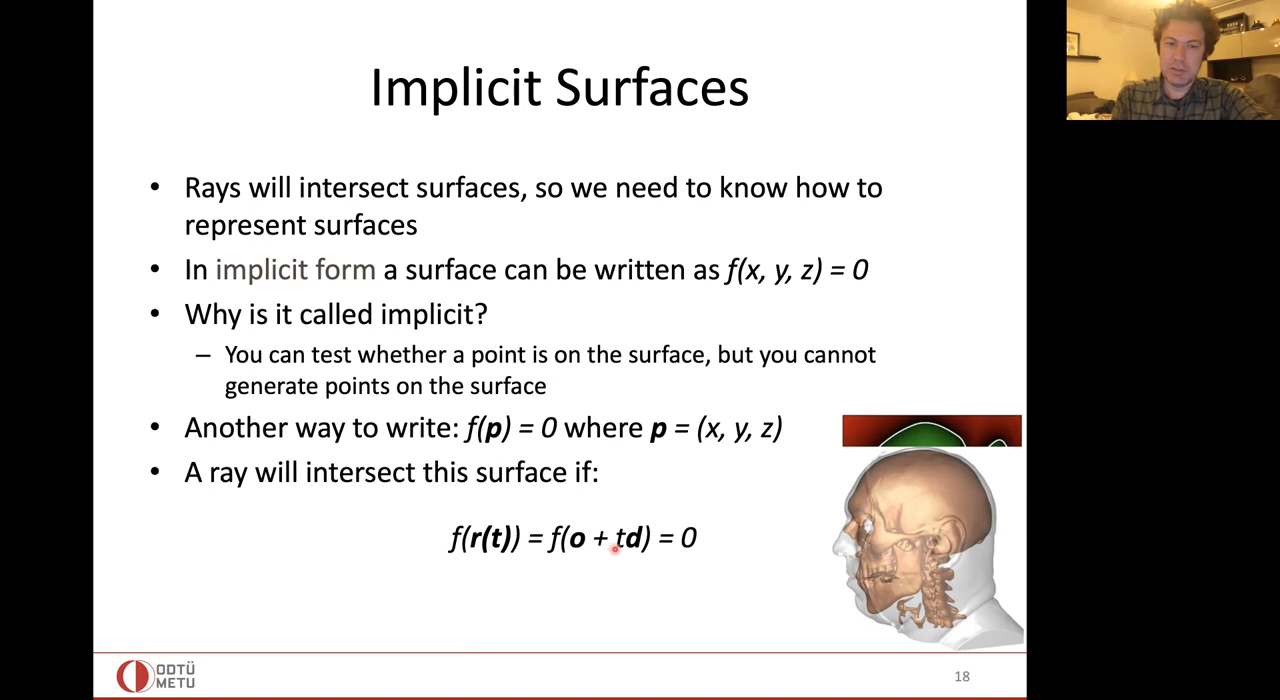 Implicit Surfaces
• Rays will intersect surfaces, so we need to know how to
represent surfaces
• In implicit form a surface can be written as f(x, y, z) = 0
• Why is it called implicit?
– You can test whether a point is on the surface, but you cannot
generate points on the surface
• Another way to write: f(p) = 0 where p = (x, y, z)
• A ray will intersect this surface if:
f(r(t)) = f(o + td) = 0
ODTÜ
METU
18